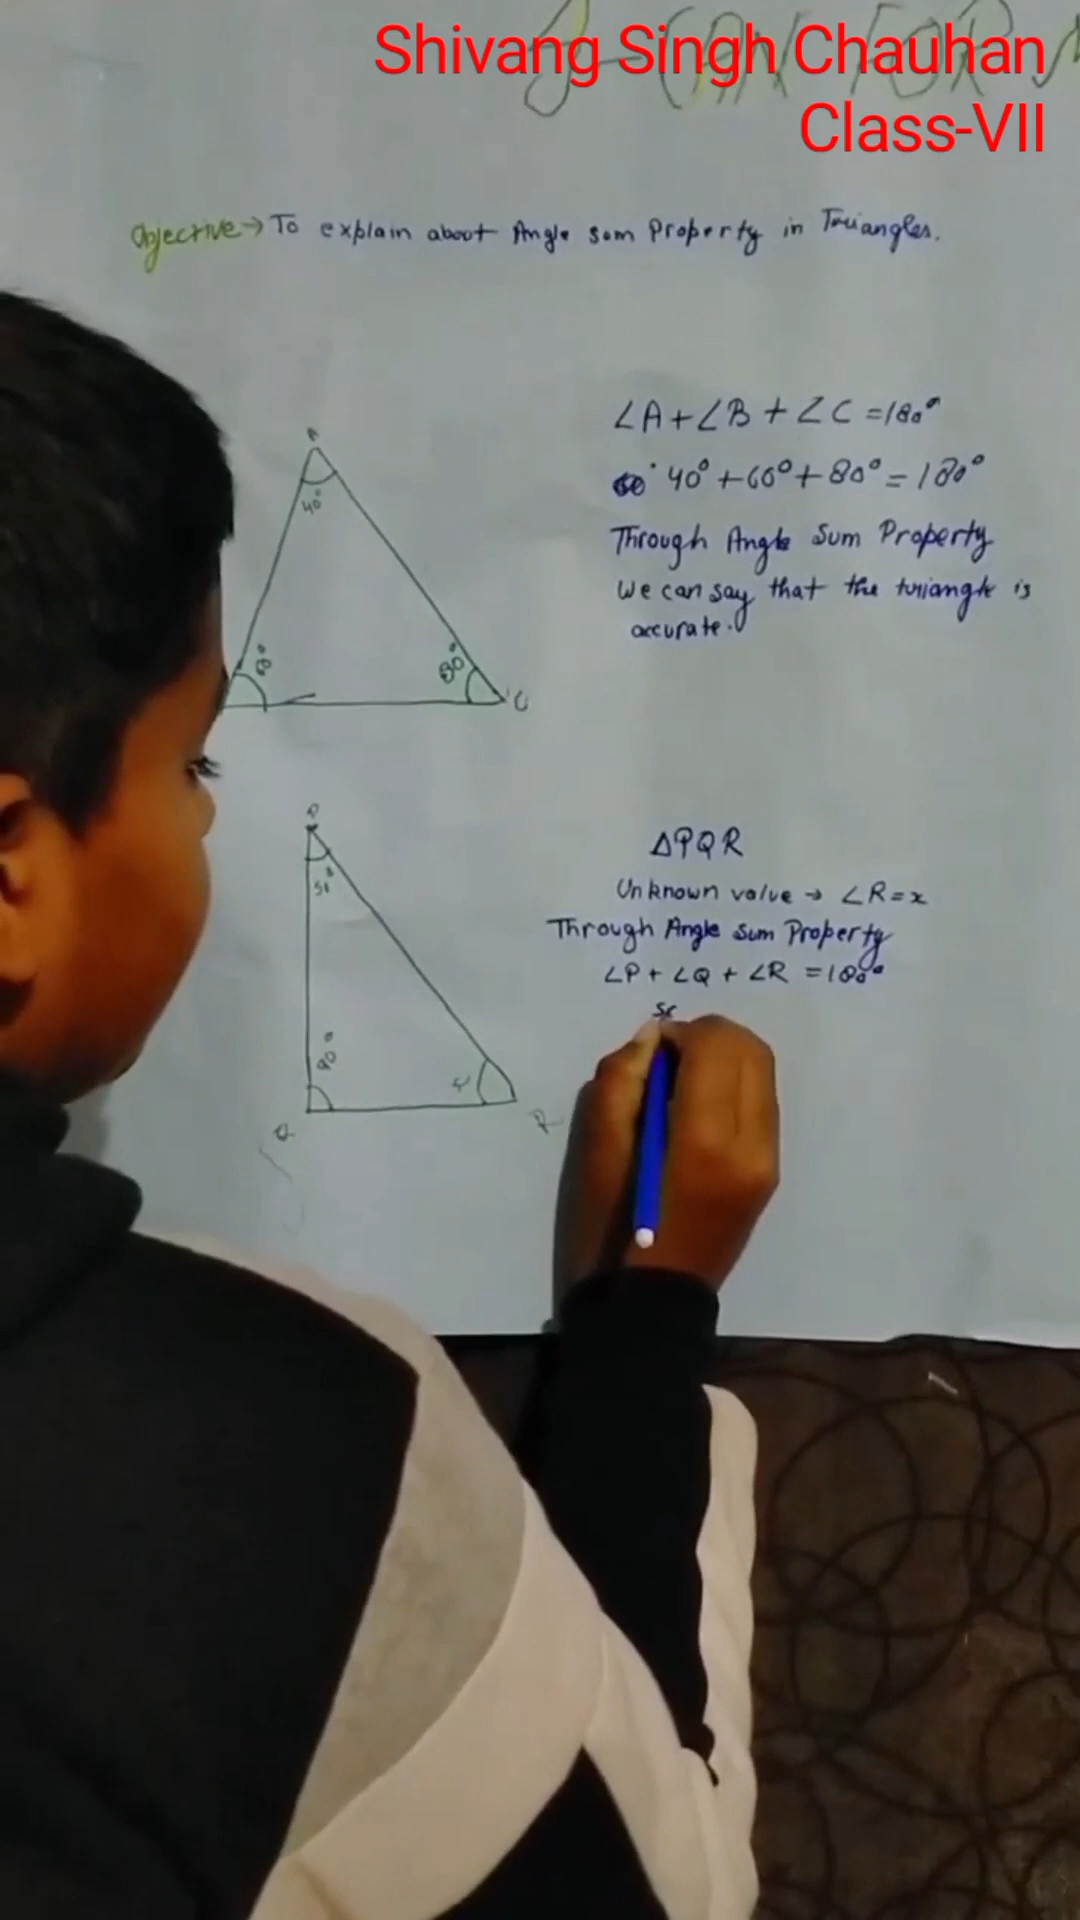 Shivang Singh Chauhan
Class-VII
Objective → To explain about Angle sum Property in Triangles.
∠A + ∠B + ∠C = 180°
40° + 60° + 80° = 180°
Through Angle Sum Property
We can say that the triangle is
accurate.
A
40°
60°
80°
C
P
50°
90°
x
Q
R
△PQR
Unknown value → ∠R = x
Through Angle sum Property
∠P + ∠Q + ∠R = 180°